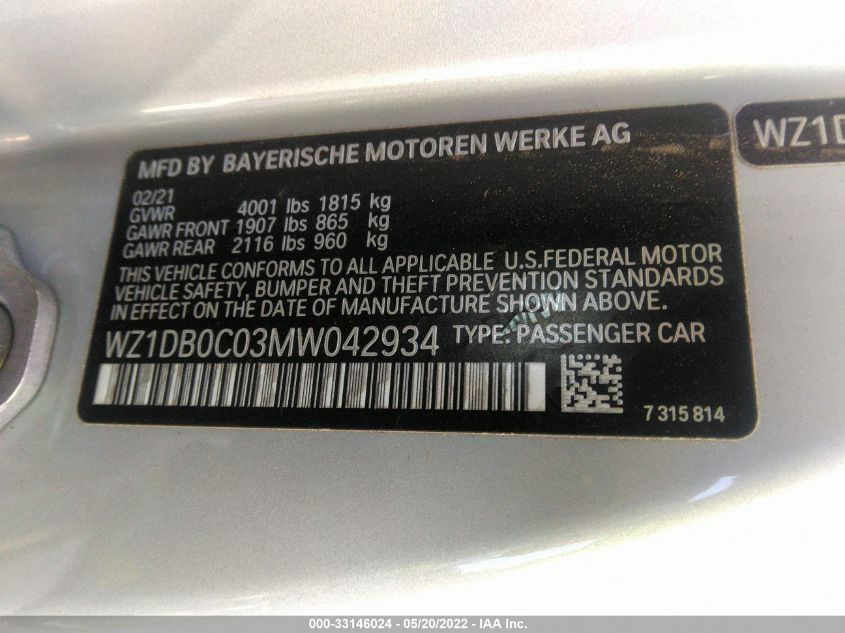 MFD BY BAYERISCHE MOTOREN WERKE AG
02/21
GVWR 4001 lbs 1815 kg
GAWR FRONT 1907 lbs 865 kg
GAWR REAR 2116 lbs 960 kg
THIS VEHICLE CONFORMS TO ALL APPLICABLE U.S.FEDERAL MOTOR
VEHICLE SAFETY, BUMPER AND THEFT PREVENTION STANDARDS
IN EFFECT ON THE DATE OF MANUFACTURE SHOWN ABOVE.
WZ1DB0C03MW042934 TYPE: PASSENGER CAR
7 315 814
WZ1D
000-33146024 - 05/20/2022 - IAA Inc.